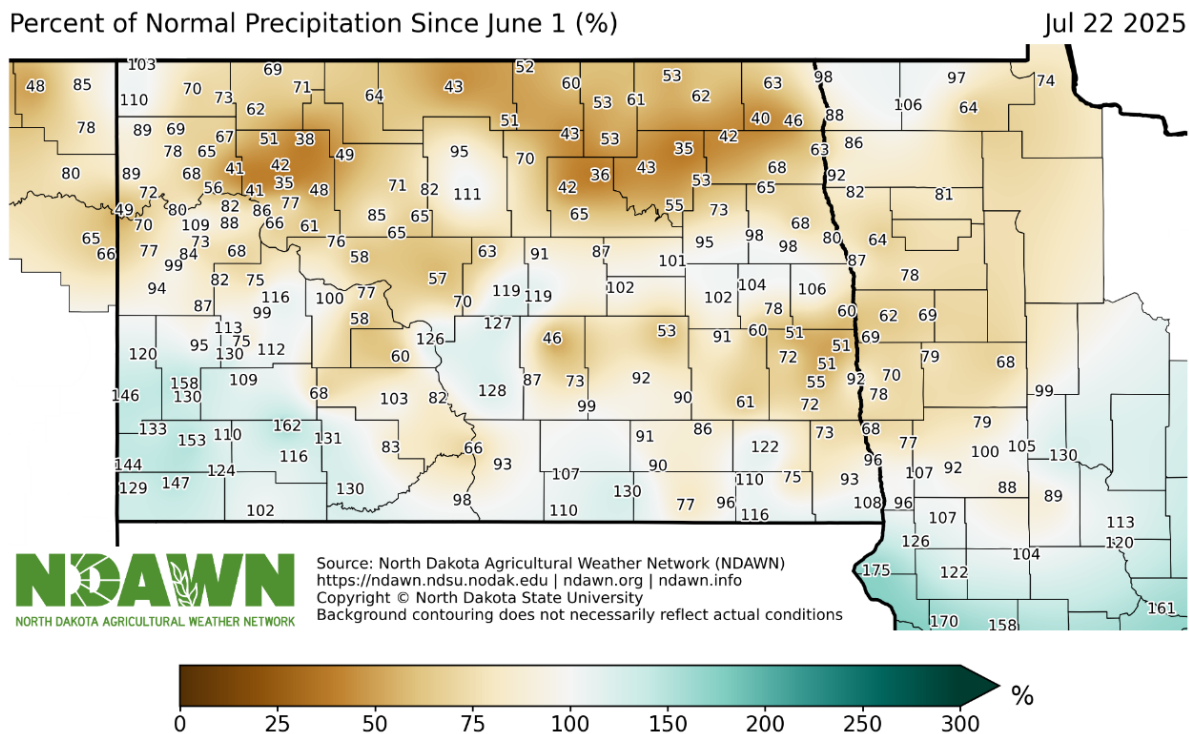 Percent of Normal Precipitation Since June 1 (%) Jul 22 2025
103 69 52
48 85 70 71 43 60 53 63 98 97 74
110 73 62 64 53 61 62 106 64
78 89 69 67 51 38 51 43 53 40 46 88
42 86
78 65 49 95 70 35 63
80 89 68 41 42 36 43 68 92
72 56 41 35 48 71 82 111 42 53 65 82 81
49 80 82 86 77 85 65 65 55 73
70 109 88 66 61 65 68 80 64
65 73 76 95 98 98
66 77 84 68 58 63 91 87 101 87
99 82 75 57 78
94 116 100 77 119 119 102 102 104 106
87 99 70 78 60 62 69
113 58 127 60 51
120 95 75 130 112 60 126 46 53 91 51 69
72 79 68
158 109 128 87 73 92 51 55 92 70
146 130 68 103 82 99 90 61 72 78 99
133 153 110 162 131 83 66 91 86 122 73 68 77 79 100 105
144 124 116 93 107 90 110 75 96 107 92 130
129 147 130 98 130 77 96 93 108 96 88 89
102 110 116 107 113
126 104 120
175 122
170 158 161
NDAWN
NORTH DAKOTA AGRICULTURAL WEATHER NETWORK
Source: North Dakota Agricultural Weather Network (NDAWN)
https://ndawn.ndsu.nodak.edu | ndawn.org | ndawn.info
Copyright © North Dakota State University
Background contouring does not necessarily reflect actual conditions
0 25 50 75 100 150 200 250 300 %